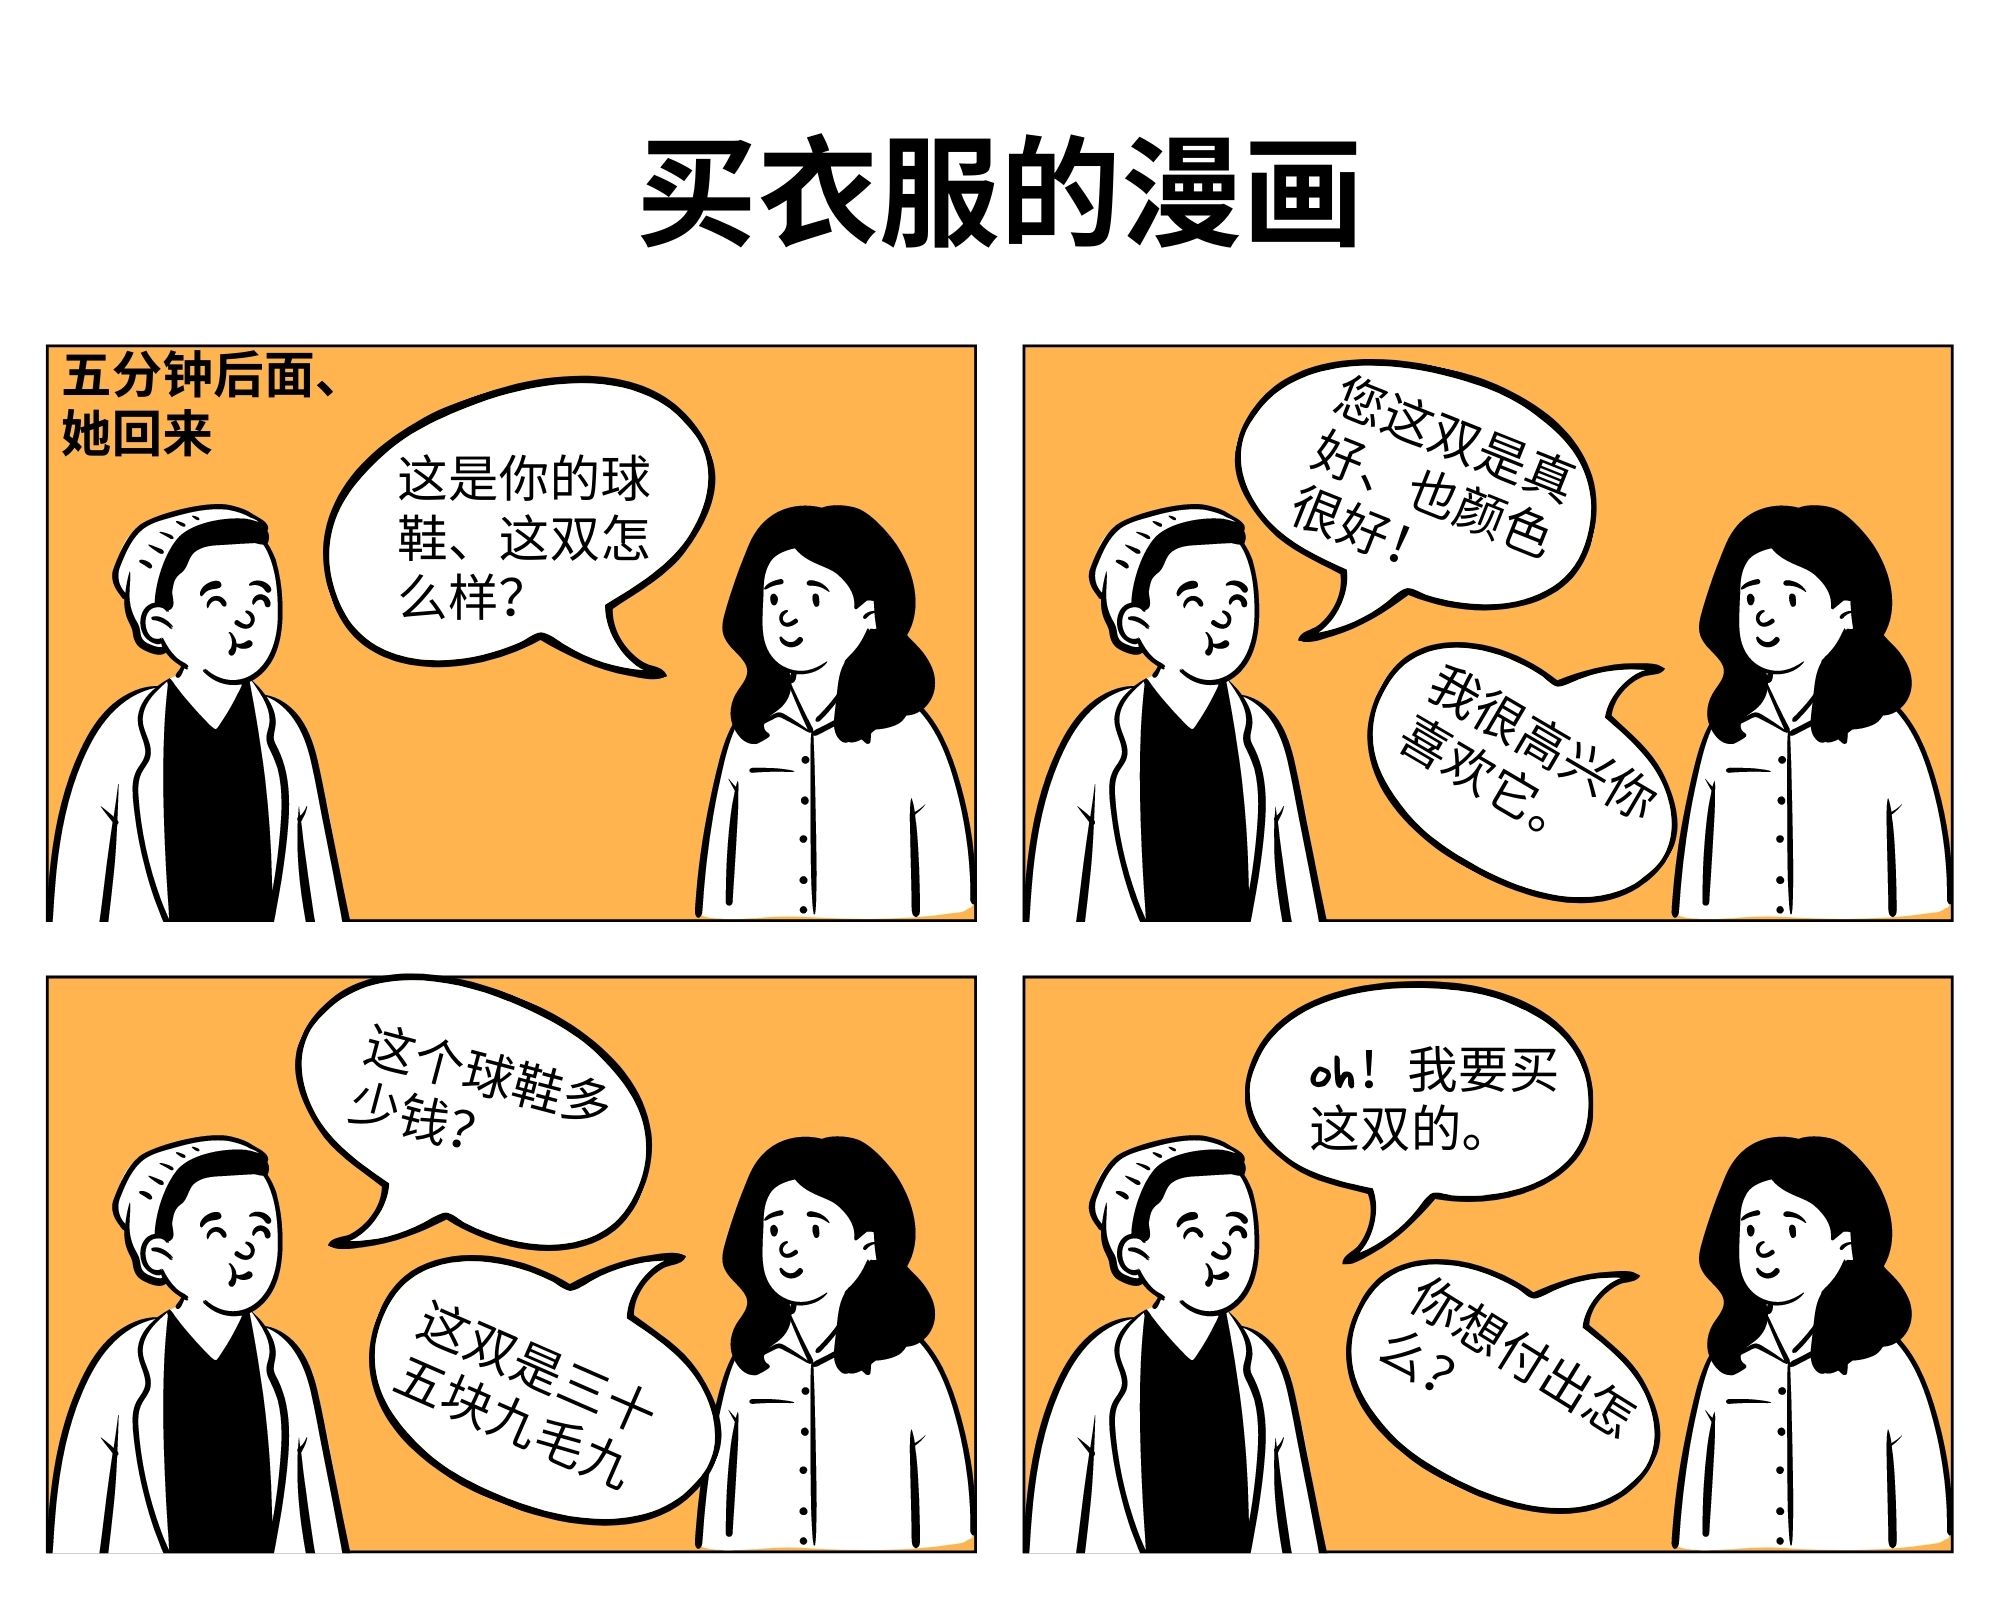 买衣服的漫画
五分钟后面、
她回来
这是你的球
鞋、这双怎
么样？
您这双是真
好、也颜色
很好！
我很高兴你
喜欢它。
这个球鞋多
少钱？
这双是三十
五块九毛九
oh！我要买
这双的。
你想付出怎
么？